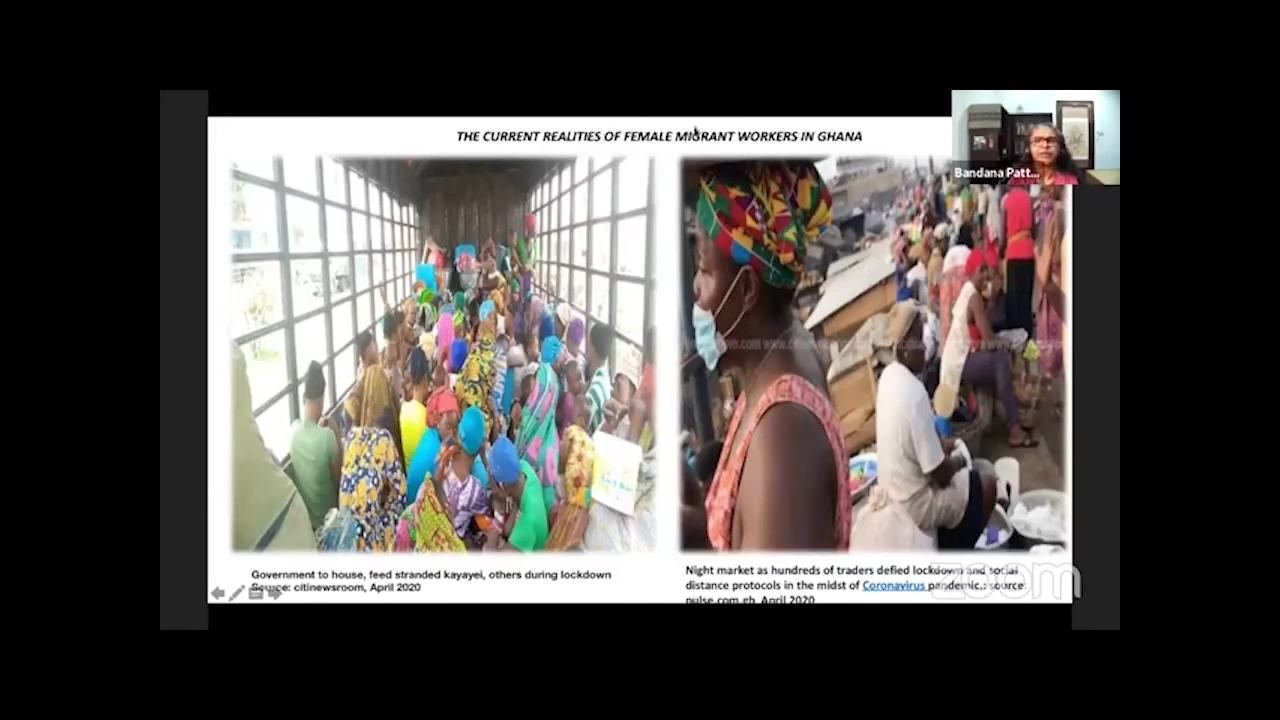 THE CURRENT REALITIES OF FEMALE MIGRANT WORKERS IN GHANA
Bandana Patt...
Government to house, feed stranded kayayei, others during lockdown
Source: citinewsroom, April 2020
Night market as hundreds of traders defied lockdown and social
distance protocols in the midst of Coronavirus pandemic,: source:
pulse.com.gh April 2020
zoom